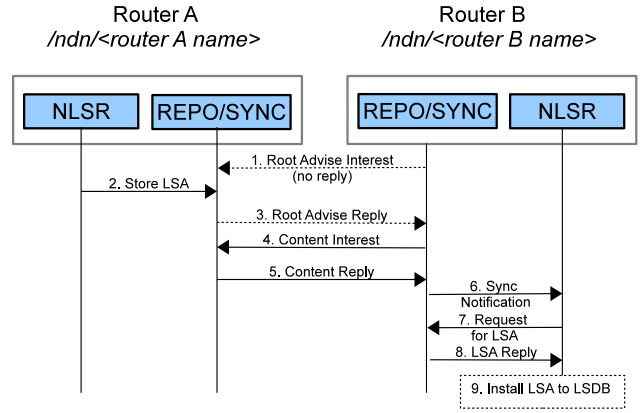 Router A
/ndn/<router A name>
Router B
/ndn/<router B name>
NLSR
REPO/SYNC
REPO/SYNC
NLSR
1. Root Advise Interest
(no reply)
2. Store LSA
3. Root Advise Reply
4. Content Interest
5. Content Reply
6. Sync
Notification
7. Request
for LSA
8. LSA Reply
9. Install LSA to LSDB